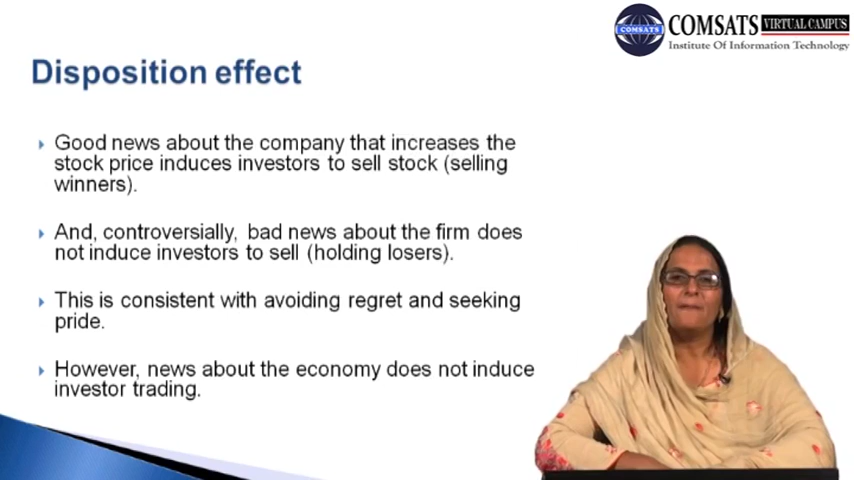 COMSATS VIRTUAL CAMPUS
COMSATS
Institute Of Information Technology
Disposition effect
Good news about the company that increases the
stock price induces investors to sell stock (selling
winners).
And, controversially, bad news about the firm does
not induce investors to sell (holding losers).
This is consistent with avoiding regret and seeking
pride.
However, news about the economy does not induce
investor trading.